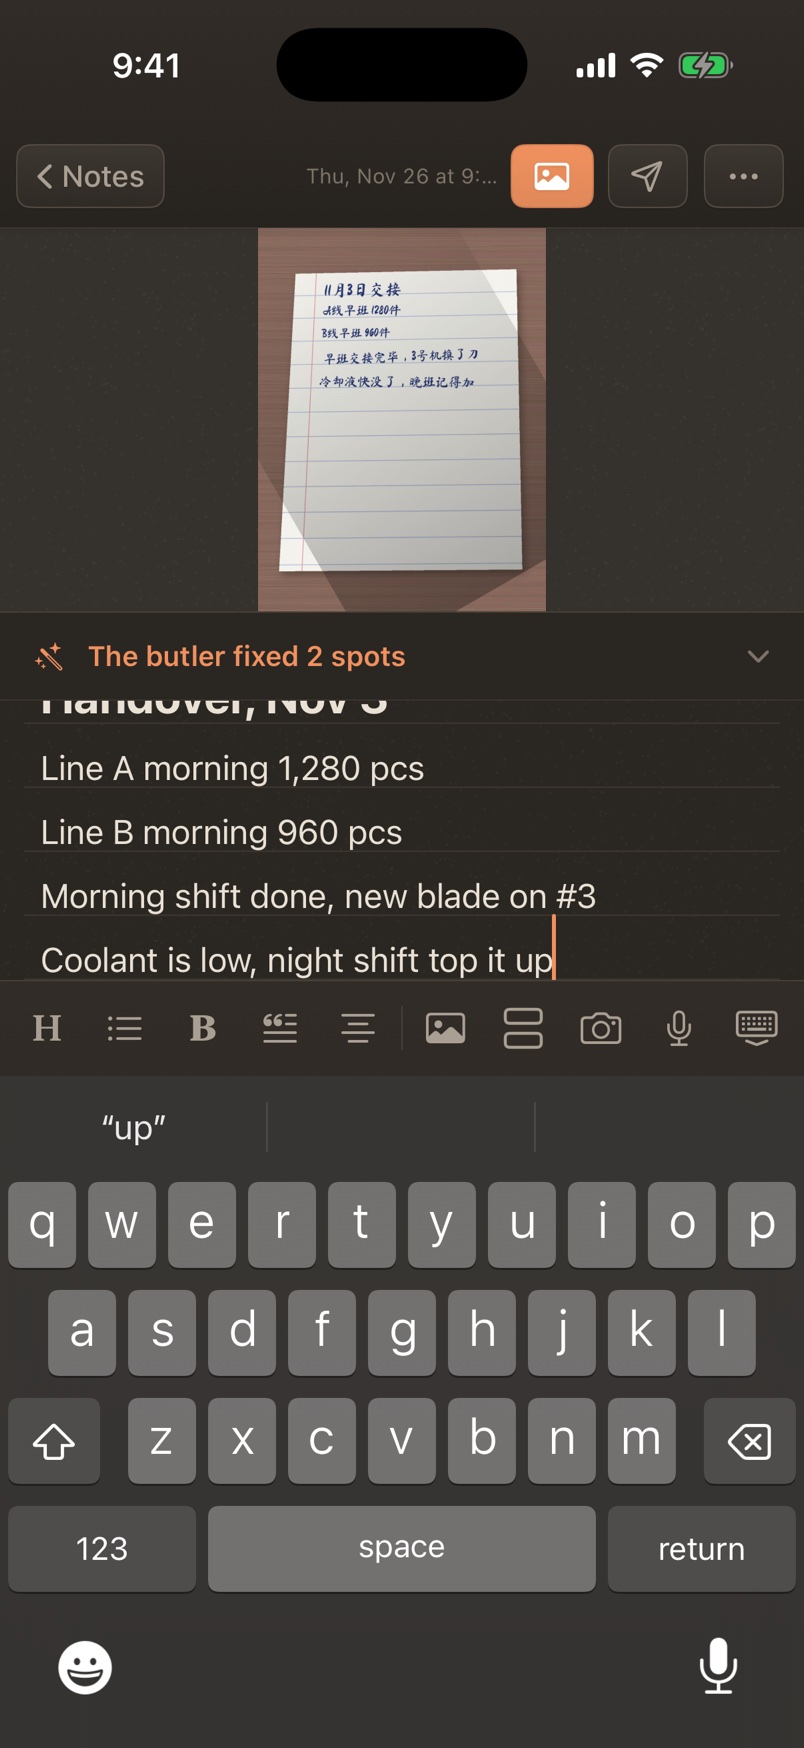 9:41
Notes
Thu, Nov 26 at 9:...
11月3日交接
A线早班1280件
B线早班960件
早班交接完毕，3号机换了刀
冷却液快没了，晚班记得加
The butler fixed 2 spots
Handover, Nov 3
Line A morning 1,280 pcs
Line B morning 960 pcs
Morning shift done, new blade on #3
Coolant is low, night shift top it up
H B
“up”
q w e r t y u i o p
a s d f g h j k l
z x c v b n m
123 space return